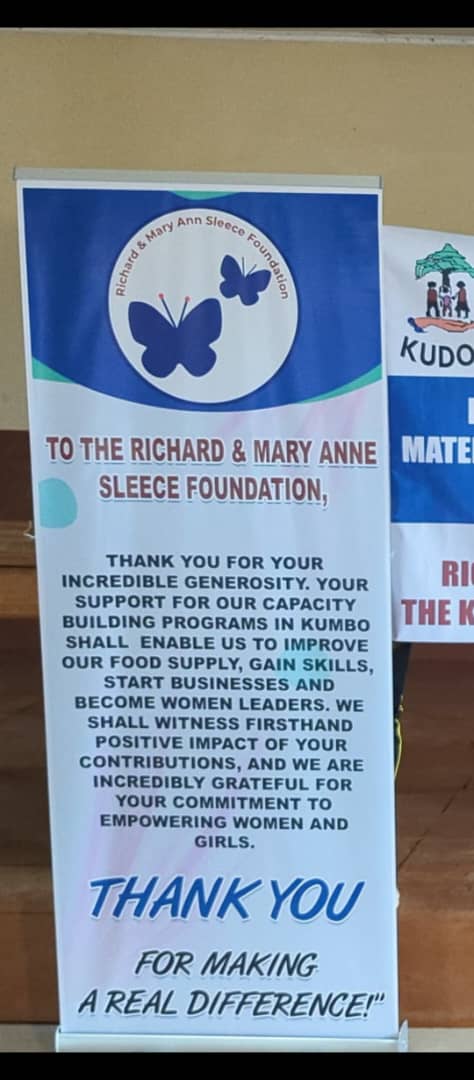 Richard & Mary Ann Sleece Foundation
TO THE RICHARD & MARY ANNE
SLEECE FOUNDATION,
THANK YOU FOR YOUR
INCREDIBLE GENEROSITY. YOUR
SUPPORT FOR OUR CAPACITY
BUILDING PROGRAMS IN KUMBO
SHALL ENABLE US TO IMPROVE
OUR FOOD SUPPLY, GAIN SKILLS,
START BUSINESSES AND
BECOME WOMEN LEADERS. WE
SHALL WITNESS FIRSTHAND
POSITIVE IMPACT OF YOUR
CONTRIBUTIONS, AND WE ARE
INCREDIBLY GRATEFUL FOR
YOUR COMMITMENT TO
EMPOWERING WOMEN AND
GIRLS.
THANK YOU
FOR MAKING
A REAL DIFFERENCE!"
KUDO
MATE
RI
THE K